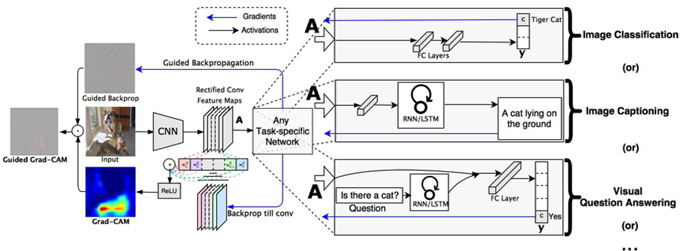 Gradients
Activations
A
Tiger Cat
c
FC Layers
y
Image Classification
(or)
Guided Backpropagation
Guided Backprop
Rectified Conv
Feature Maps
A
CNN
Any
Task-specific
Network
Input
Guided Grad-CAM
+
ReLU
Grad-CAM
Backprop till conv
A
RNN/LSTM
A cat lying on
the ground
Image Captioning
(or)
A
Is there a cat?
Question
RNN/LSTM
FC Layer
c
Yes
y
Visual
Question Answering
(or)
...